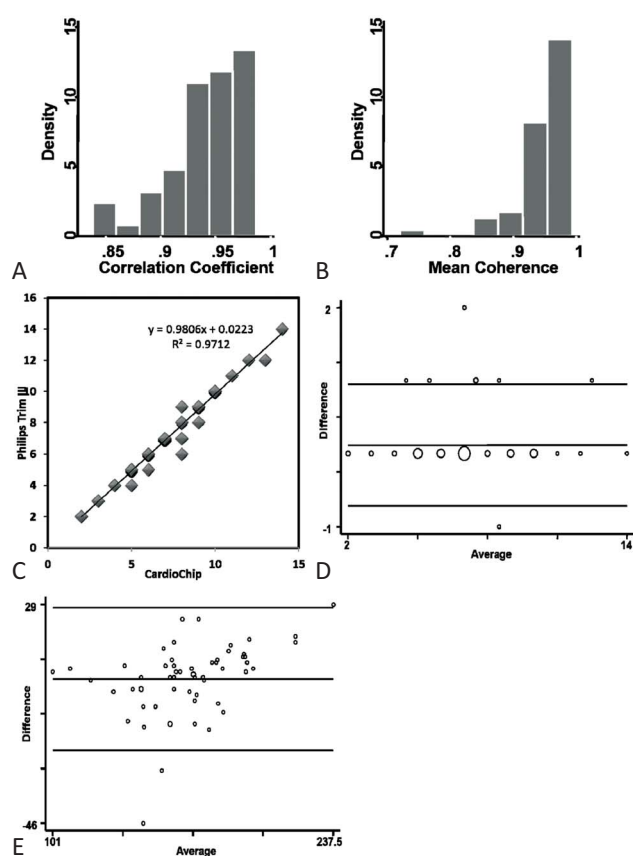 15
10
5
0
Density
.85
.9
.95
1
A
Correlation Coefficient
15
10
5
0
Density
.7
.8
.9
1
B
Mean Coherence
16
14
12
10
8
6
4
2
0
Philips Trim III
y = 0.9806x + 0.0223
R² = 0.9712
0
5
10
15
C
CardioChip
2
Difference
-1
2
14
D
Average
29
Difference
-46
101
237.5
E
Average